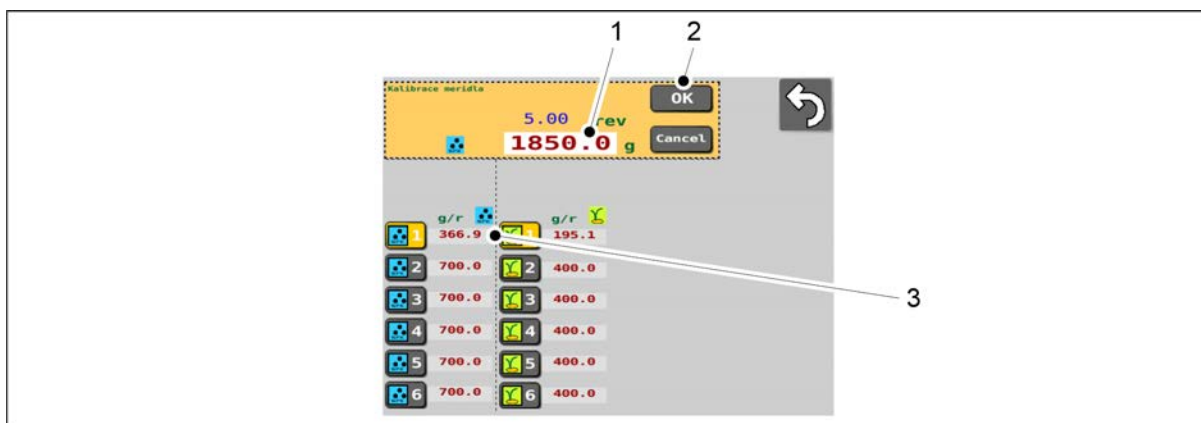 1 2
Kalibrace meridla
OK
5.00 rev
1850.0 g
Cancel
g/r g/r
1 366.9 1 195.1
2 700.0 2 400.0
3 700.0 3 400.0
3
4 700.0 4 400.0
5 700.0 5 400.0
6 700.0 6 400.0